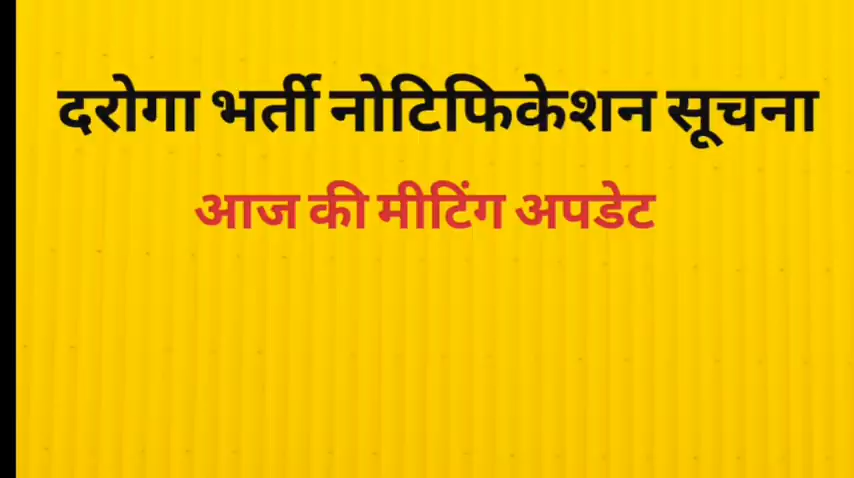 दरोगा भर्ती नोटिफिकेशन सूचना
आज की मीटिंग अपडेट